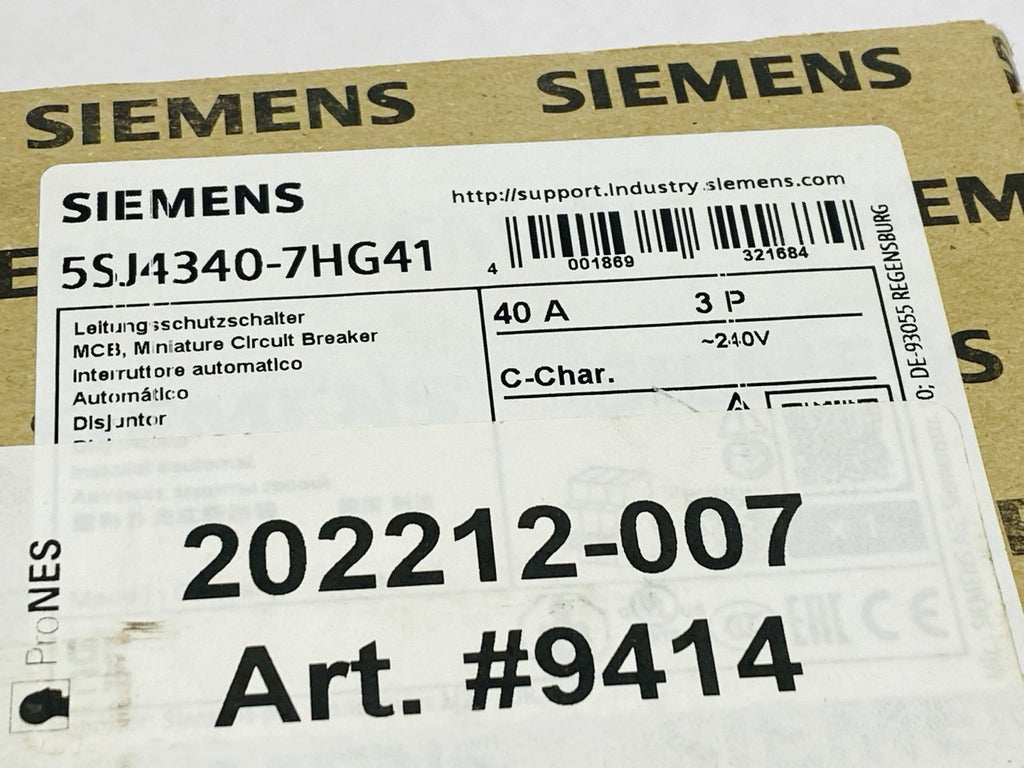 SIEMENS SIEMENS
SIEMENS
http://support.Industry.siemens.com
5SJ4340-7HG41
4 001869 321684
Leitungsschutzschalter
MCB, Miniature Circuit Breaker
Interruttore automatico
Automático
Disjuntor
40 A 3 P
~240V
C-Char.
DE-93055 REGENSBURG
202212-007
Art. #9414
ProNES